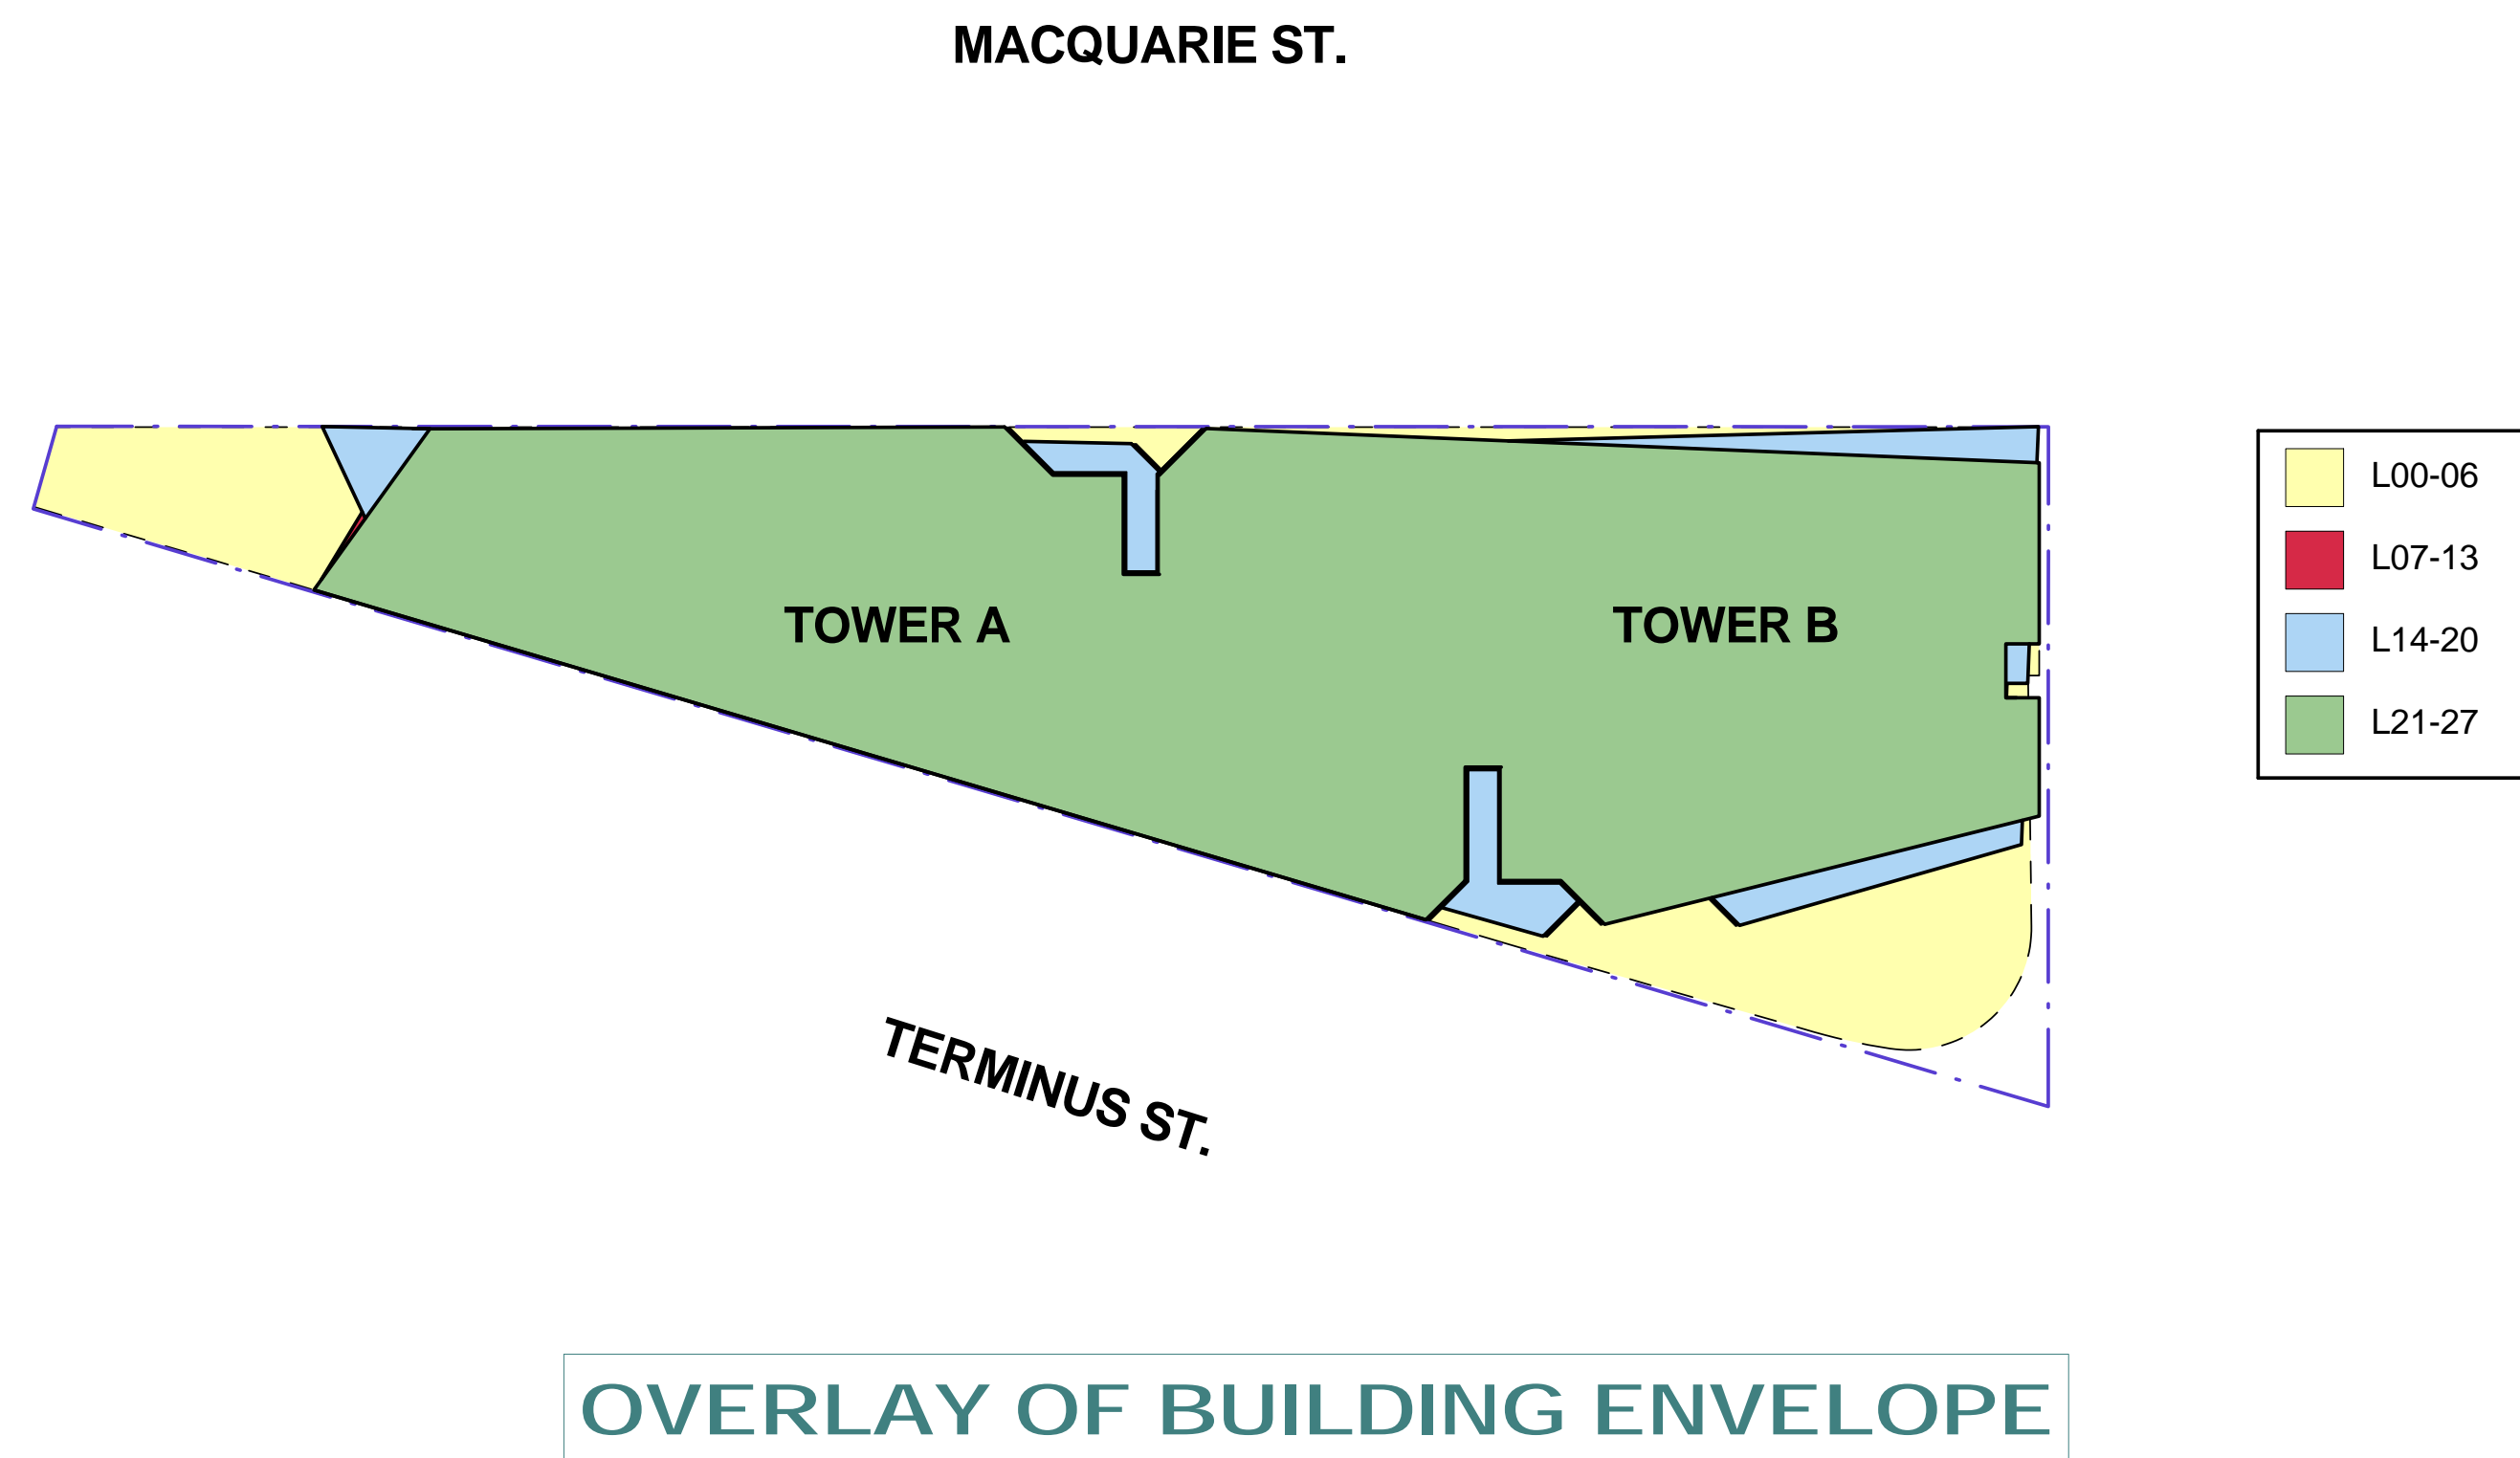 MACQUARIE ST.
L00-06
L07-13
L14-20
L21-27
TOWER A
TOWER B
TERMINUS ST.
OVERLAY OF BUILDING ENVELOPE